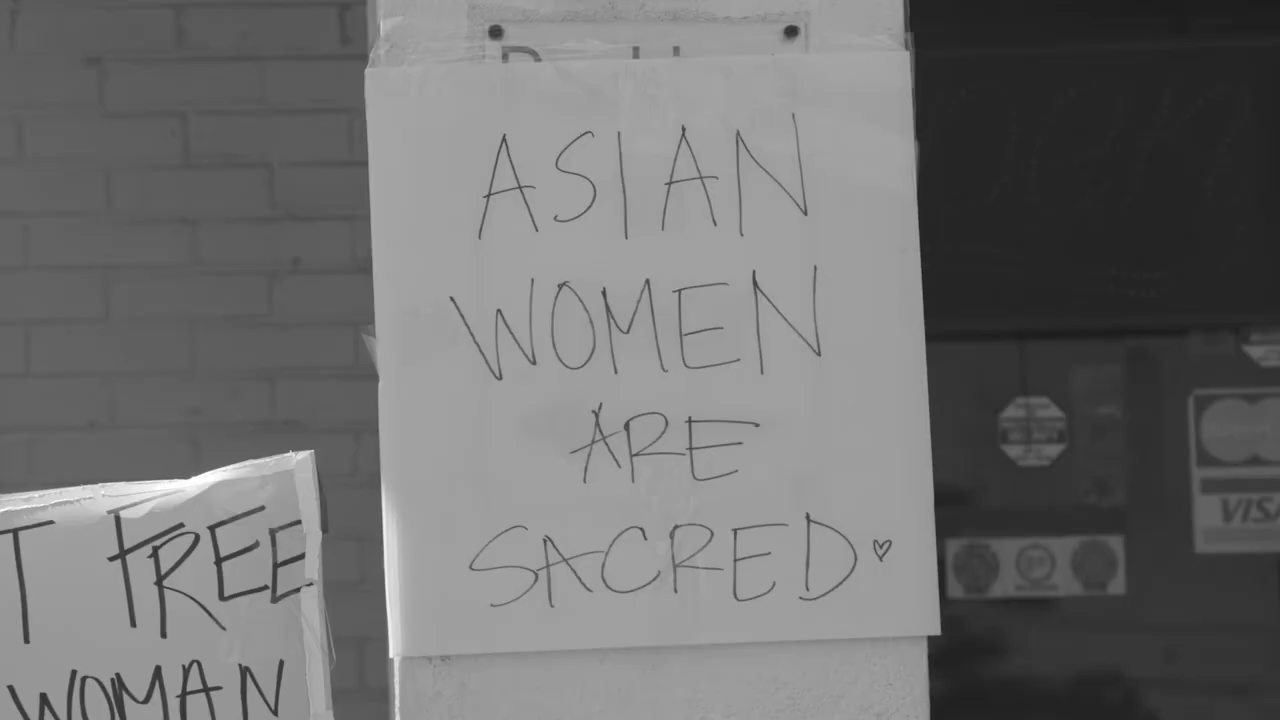 ASIAN
WOMEN
ARE
SACRED♡
T FREE
WOMAN
VISA